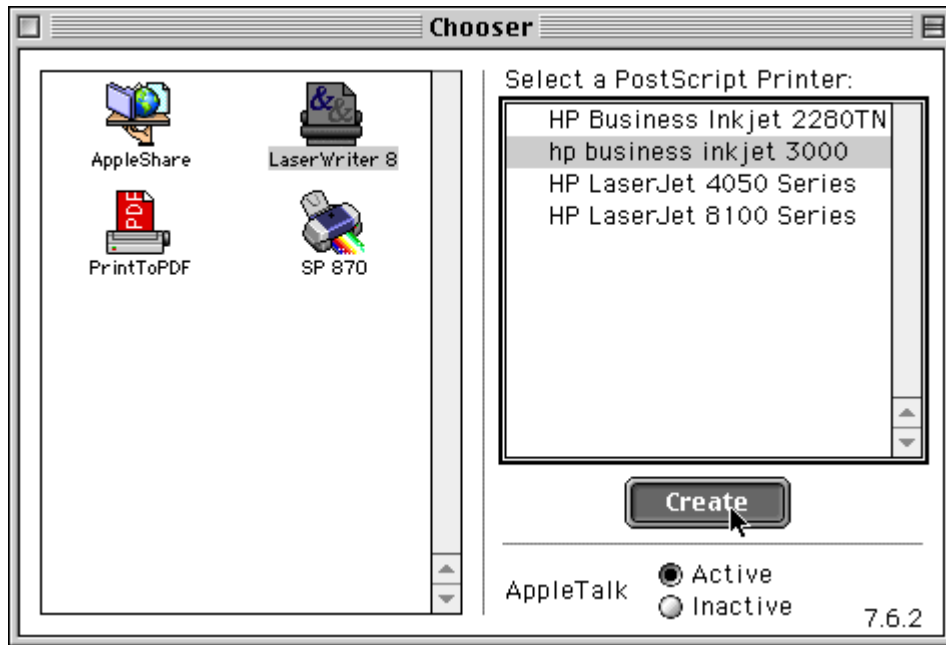 Chooser
AppleShare
LaserWriter 8
PDF
PrintToPDF
SP 870
Select a PostScript Printer:
HP Business Inkjet 2280TN
hp business inkjet 3000
HP LaserJet 4050 Series
HP LaserJet 8100 Series
Create
AppleTalk
Active
Inactive
7.6.2